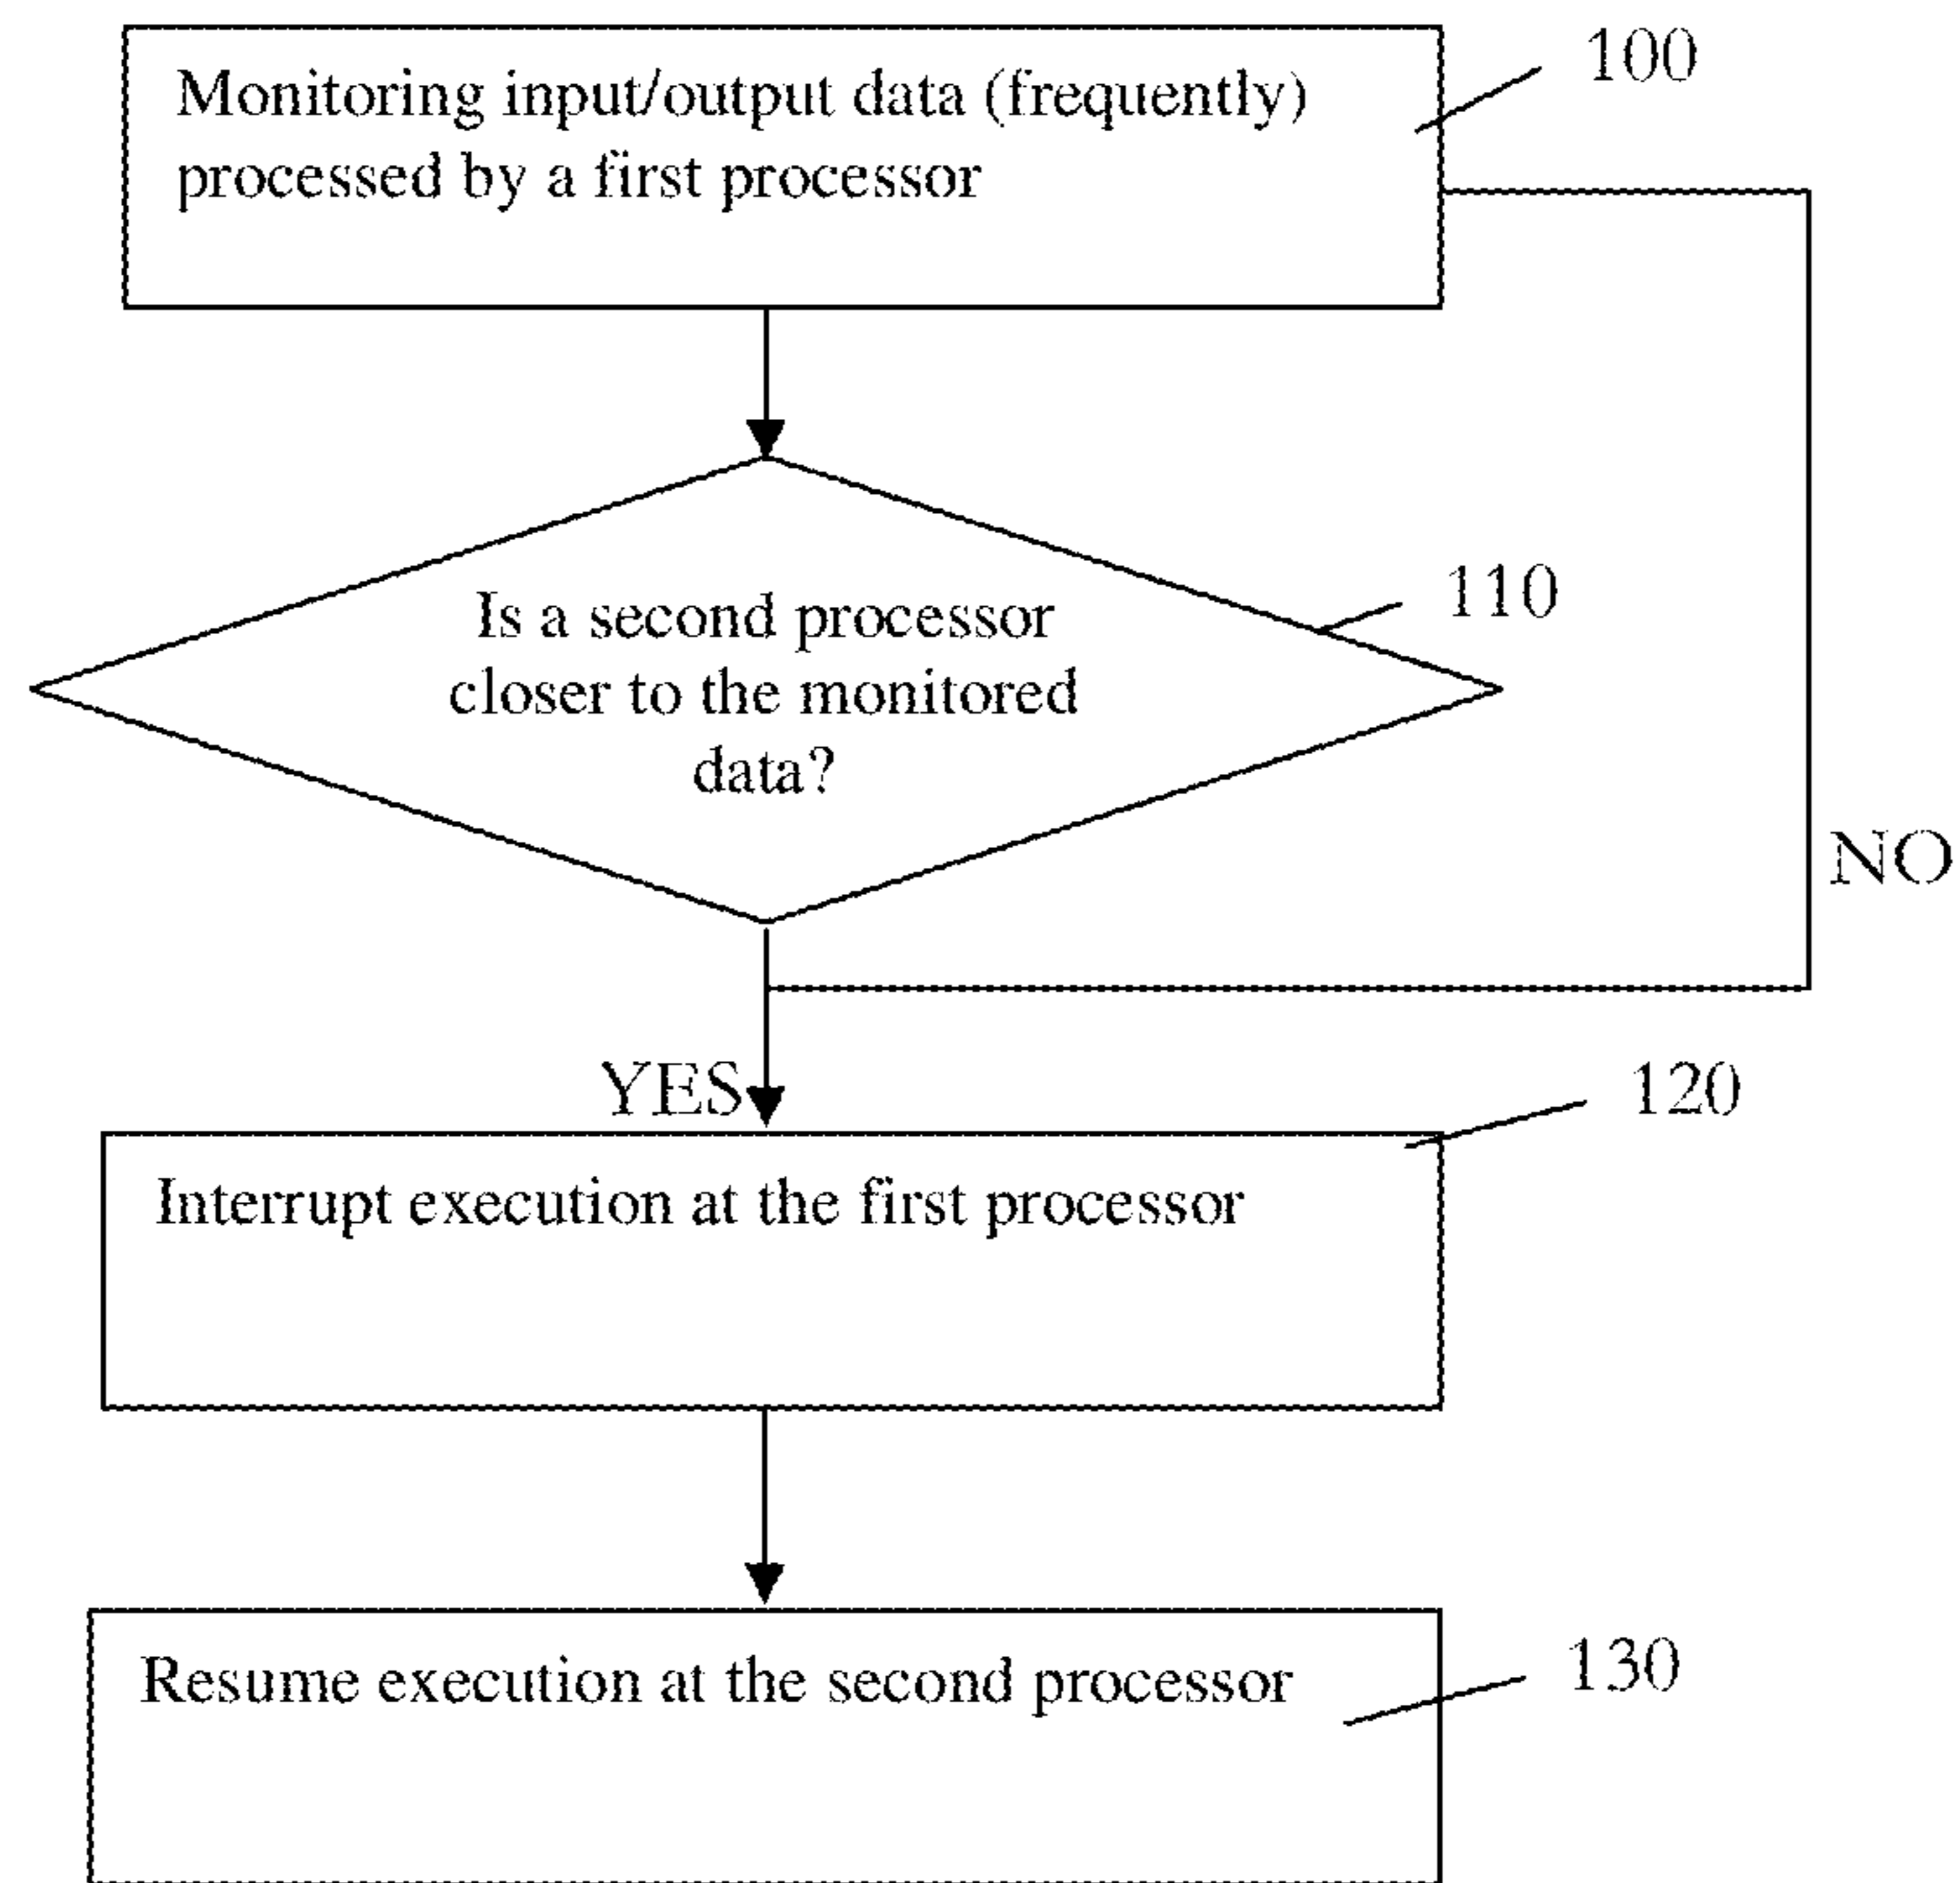 Monitoring input/output data (frequently)
processed by a first processor
100
Is a second processor
closer to the monitored
data?
110
NO
YES
120
Interrupt execution at the first processor
Resume execution at the second processor
130